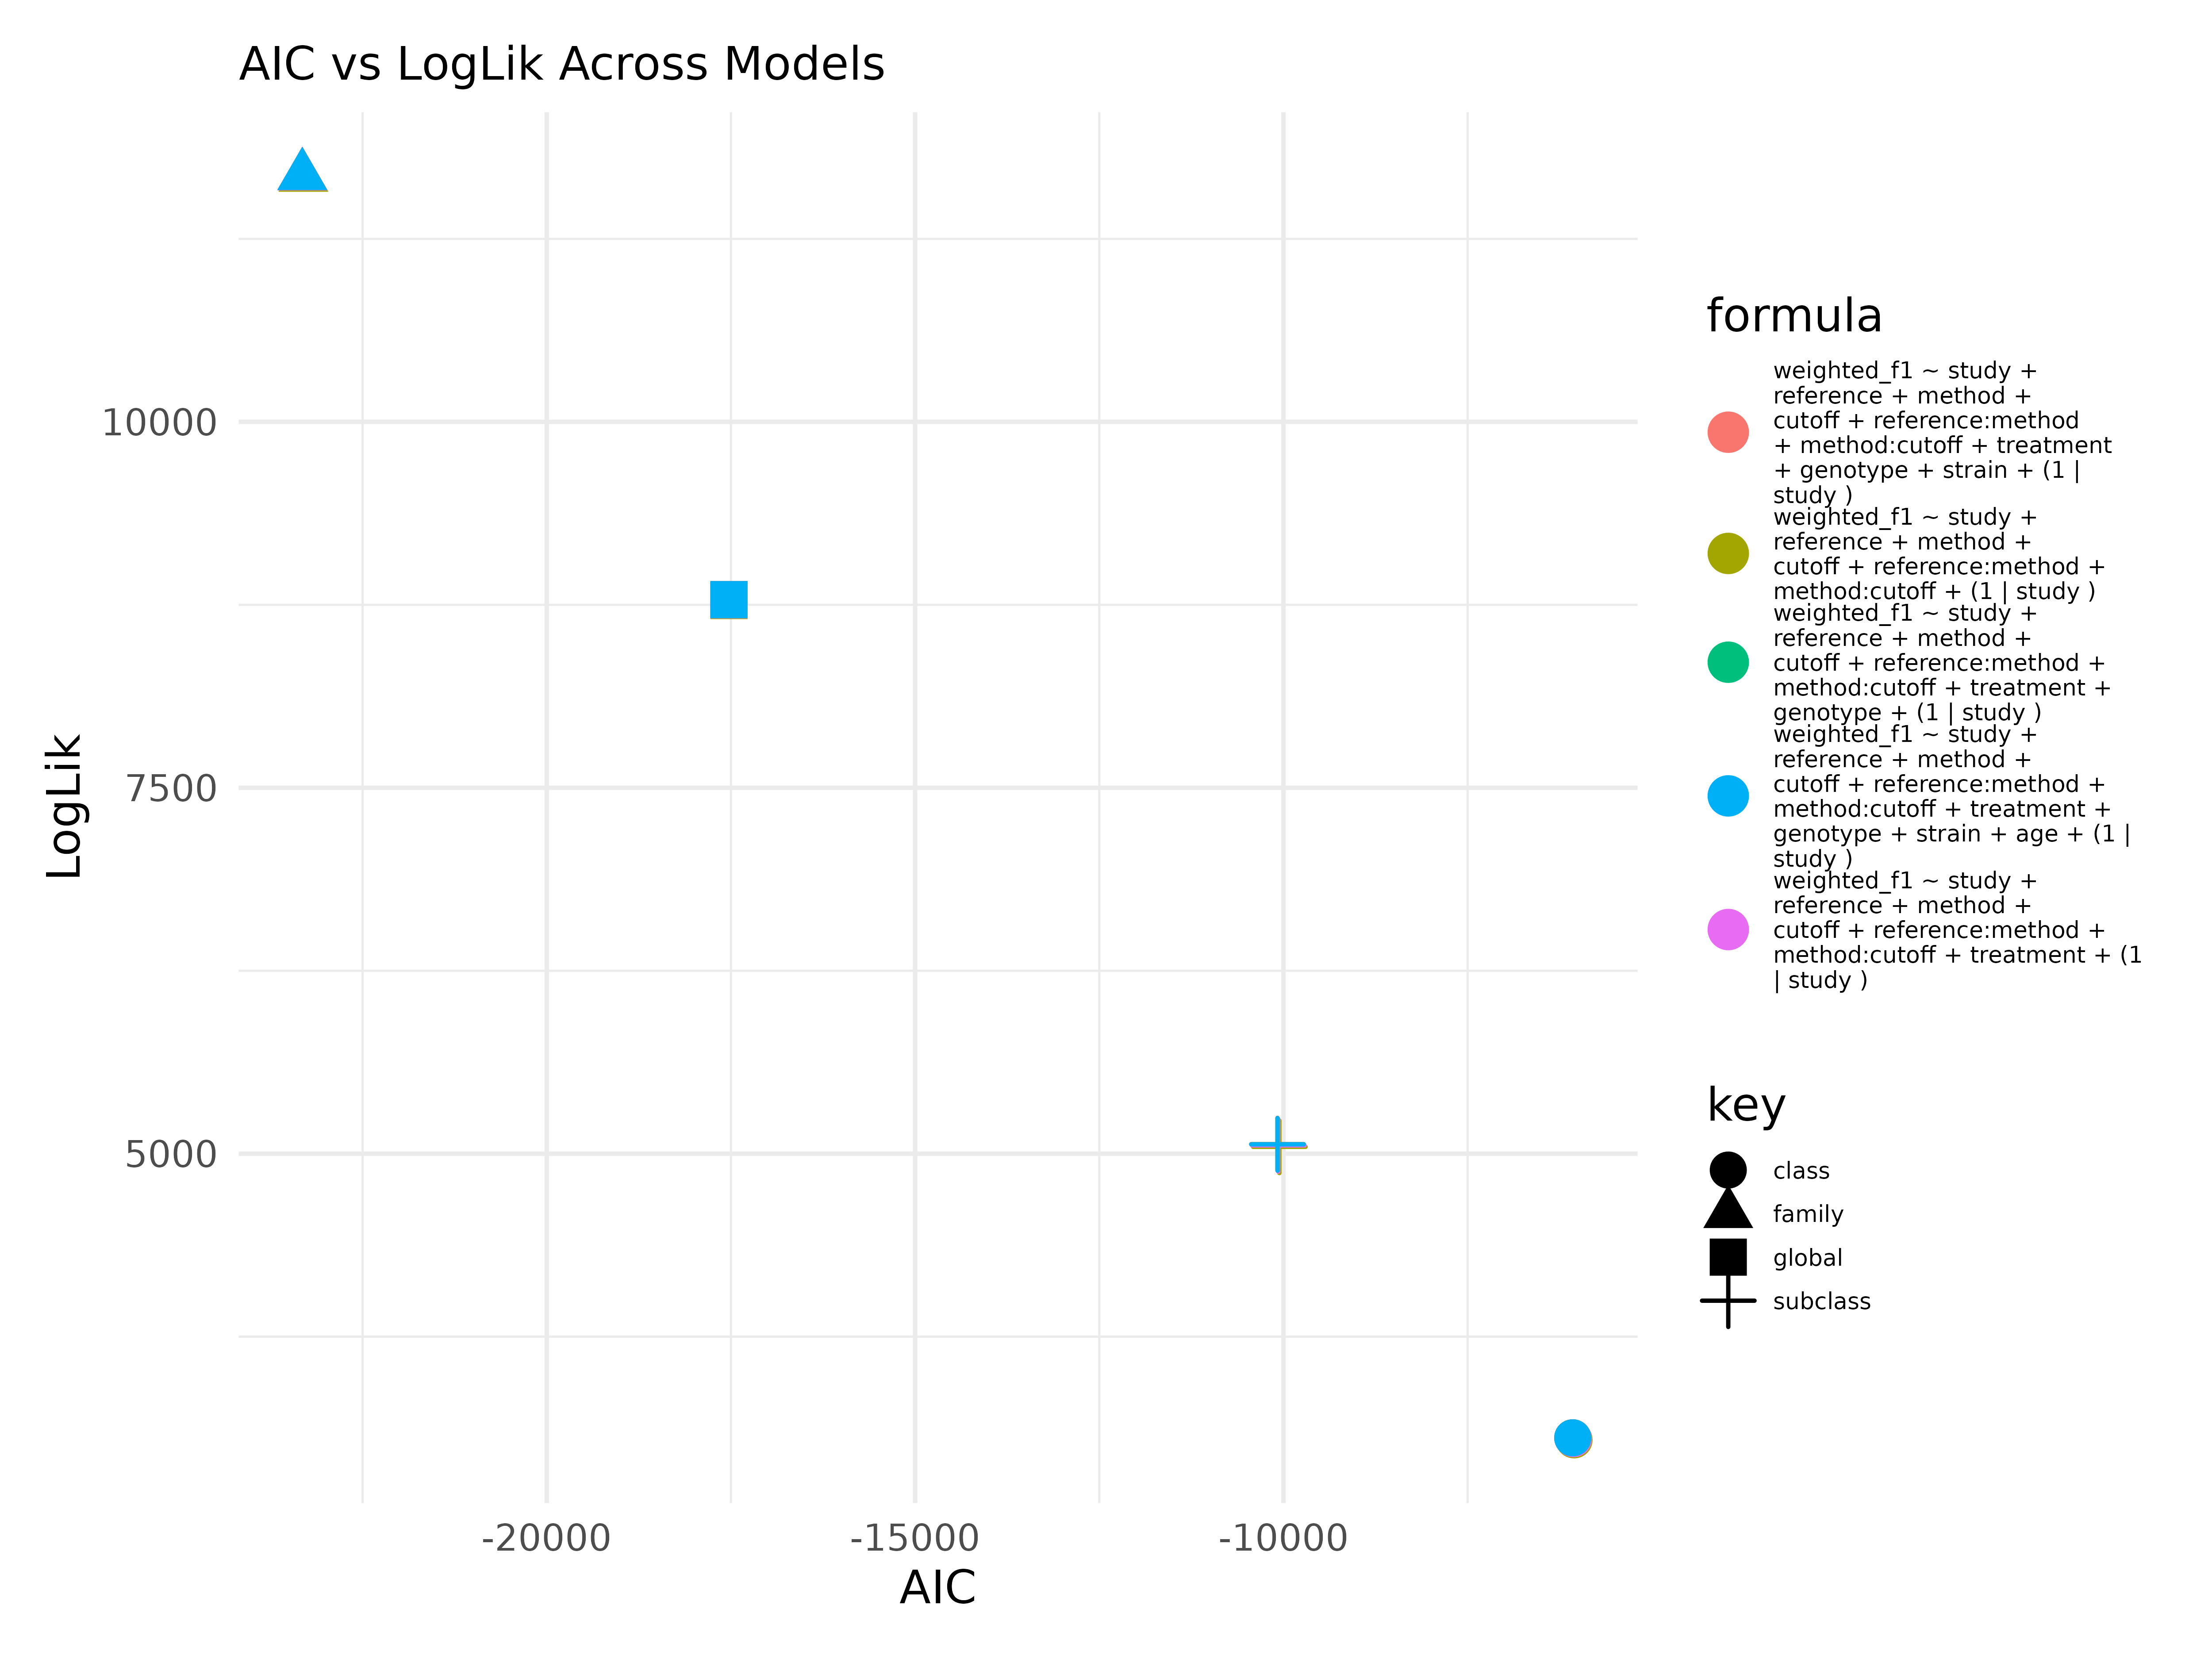 AIC vs LogLik Across Models
LogLik
10000
7500
5000
-20000
-15000
-10000
AIC
formula
weighted_f1 ~ study +
reference + method +
cutoff + reference:method
+ method:cutoff + treatment
+ genotype + strain + (1 |
study )
weighted_f1 ~ study +
reference + method +
cutoff + reference:method +
method:cutoff + (1 | study )
weighted_f1 ~ study +
reference + method +
cutoff + reference:method +
method:cutoff + treatment +
genotype + (1 | study )
weighted_f1 ~ study +
reference + method +
cutoff + reference:method +
method:cutoff + treatment +
genotype + strain + age + (1 |
study )
weighted_f1 ~ study +
reference + method +
cutoff + reference:method +
method:cutoff + treatment + (1
| study )
key
class
family
global
subclass